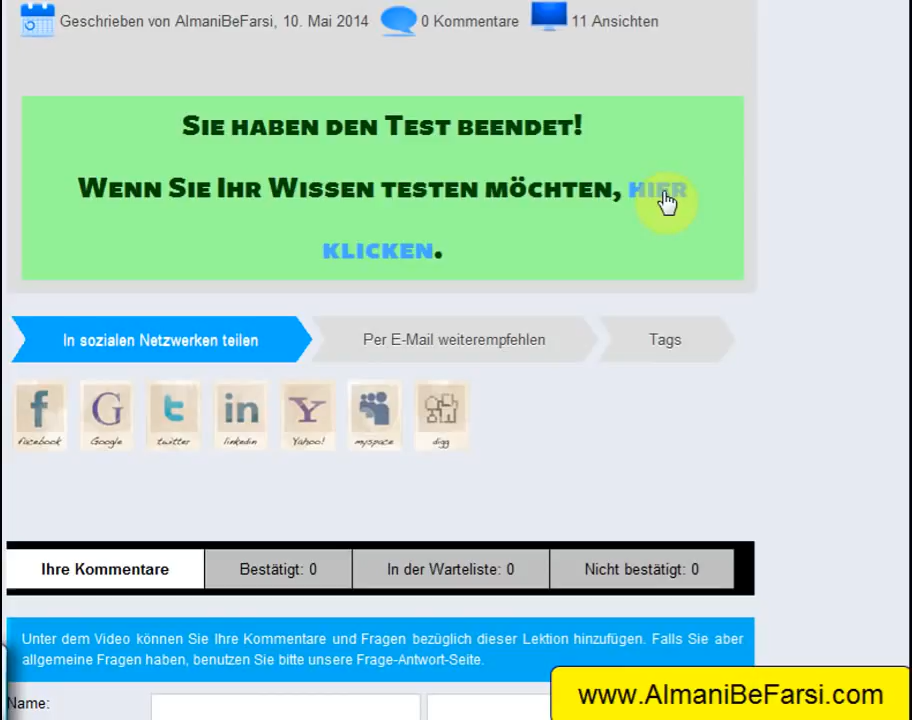 Geschrieben von AlmaniBeFarsi, 10. Mai 2014 0 Kommentare 11 Ansichten
Sie haben den Test beendet!
Wenn Sie Ihr Wissen testen möchten, hier
klicken.
In sozialen Netzwerken teilen Per E-Mail weiterempfehlen Tags
facebook Google twitter linkedin Yahoo! myspace digg
Ihre Kommentare Bestätigt: 0 In der Warteliste: 0 Nicht bestätigt: 0
Unter dem Video können Sie Ihre Kommentare und Fragen bezüglich dieser Lektion hinzufügen. Falls Sie aber
allgemeine Fragen haben, benutzen Sie bitte unsere Frage-Antwort-Seite.
Name:
www.AlmaniBeFarsi.com